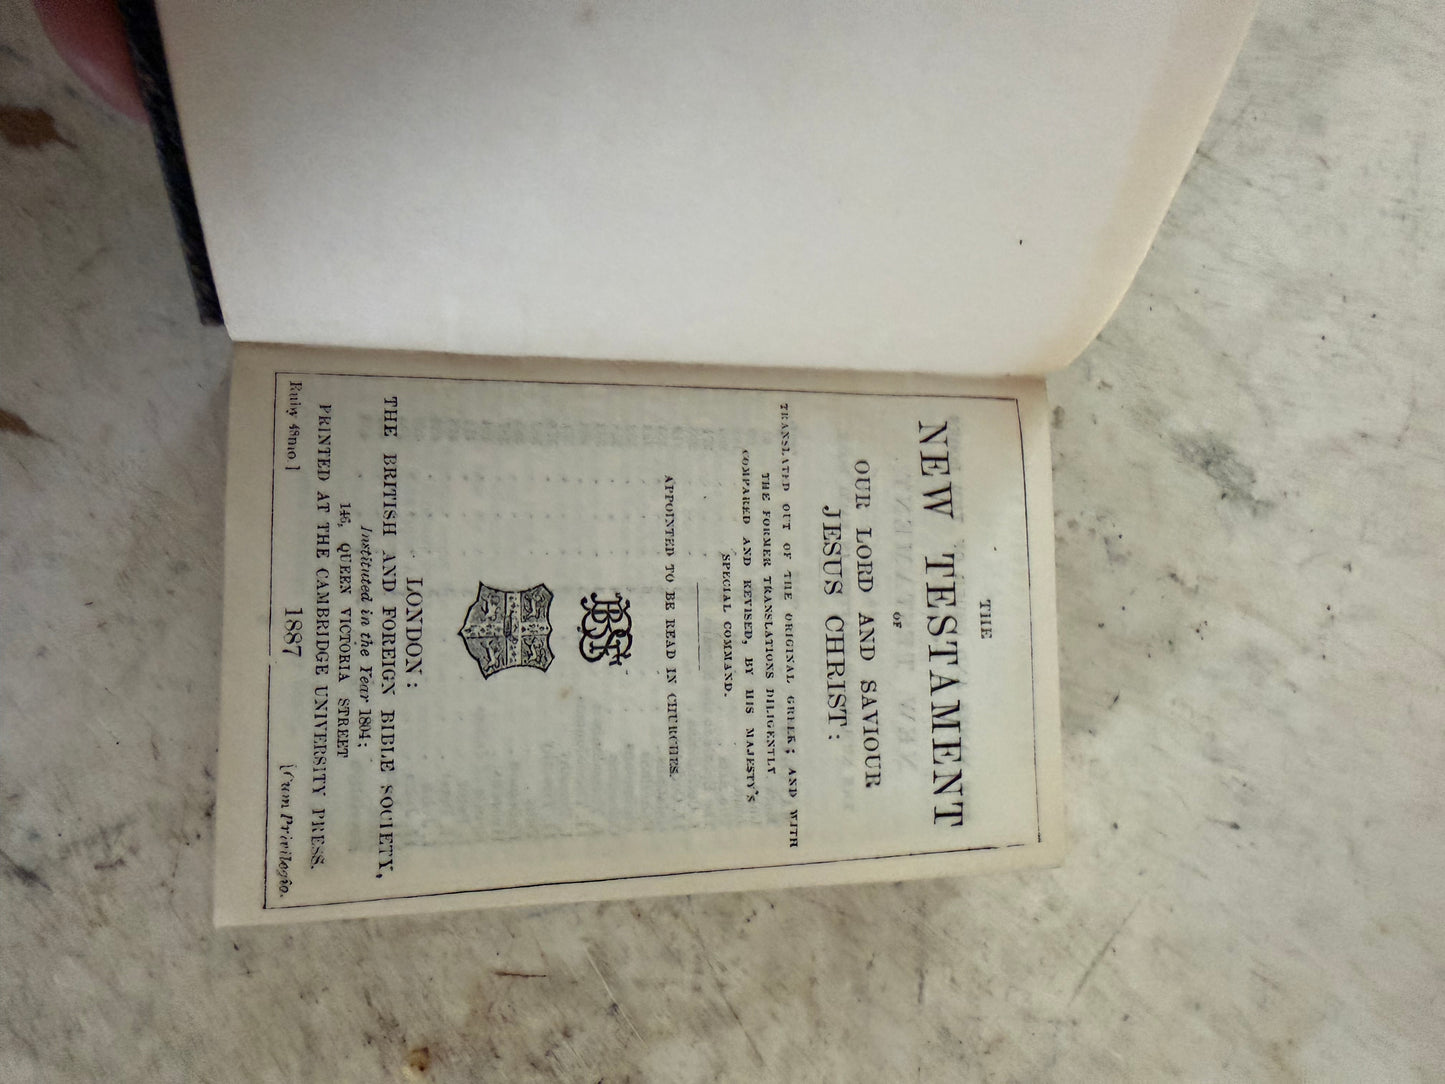 THE
NEW TESTAMENT
OF
OUR LORD AND SAVIOUR
JESUS CHRIST:
TRANSLATED OUT OF THE ORIGINAL GREEK; AND WITH
THE FORMER TRANSLATIONS DILIGENTLY
COMPARED AND REVISED, BY HIS MAJESTY'S
SPECIAL COMMAND.
APPOINTED TO BE READ IN CHURCHES.
BFBS
LONDON:
THE BRITISH AND FOREIGN BIBLE SOCIETY,
Instituted in the Year 1804;
146, QUEEN VICTORIA STREET
PRINTED AT THE CAMBRIDGE UNIVERSITY PRESS.
1887
Ruby 48mo.] [Cum Privilegio.